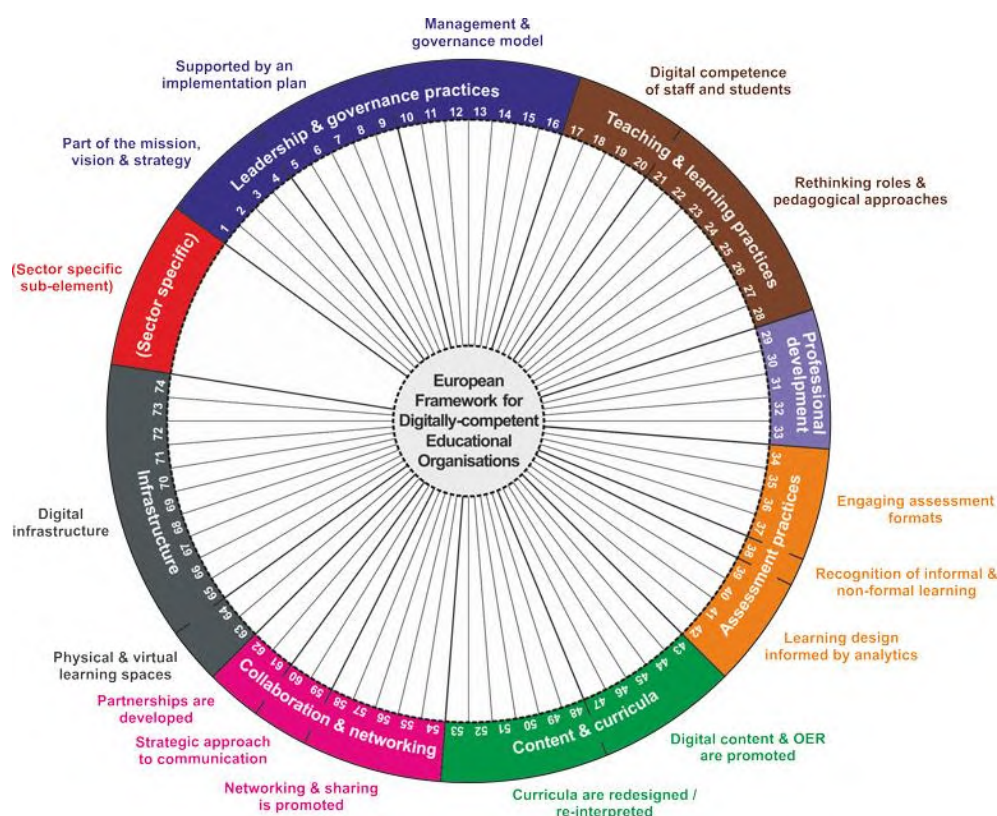 Management &
governance model
Supported by an
implementation plan
Part of the mission,
vision & strategy
Digital competence
of staff and students
Rethinking roles &
pedagogical approaches
(Sector specific
sub-element)
Leadership & governance practices
Teaching & learning practices
Professional
develpment
Assessment practices
Content & curricula
Collaboration & networking
Infrastructure
(Sector specific)
1
2
3
4
5
6
7
8
9
10
11
12
13
14
15
16
17
18
19
20
21
22
23
24
25
26
27
28
29
30
31
32
33
34
35
36
37
38
39
40
41
42
43
44
45
46
47
48
49
50
51
52
53
54
55
56
57
58
59
60
61
62
63
64
65
66
67
68
69
70
71
72
73
74
European
Framework for
Digitally-competent
Educational
Organisations
Engaging assessment
formats
Recognition of informal &
non-formal learning
Learning design
informed by analytics
Digital content & OER
are promoted
Curricula are redesigned /
re-interpreted
Networking & sharing
is promoted
Strategic approach
to communication
Partnerships are
developed
Physical & virtual
learning spaces
Digital
infrastructure